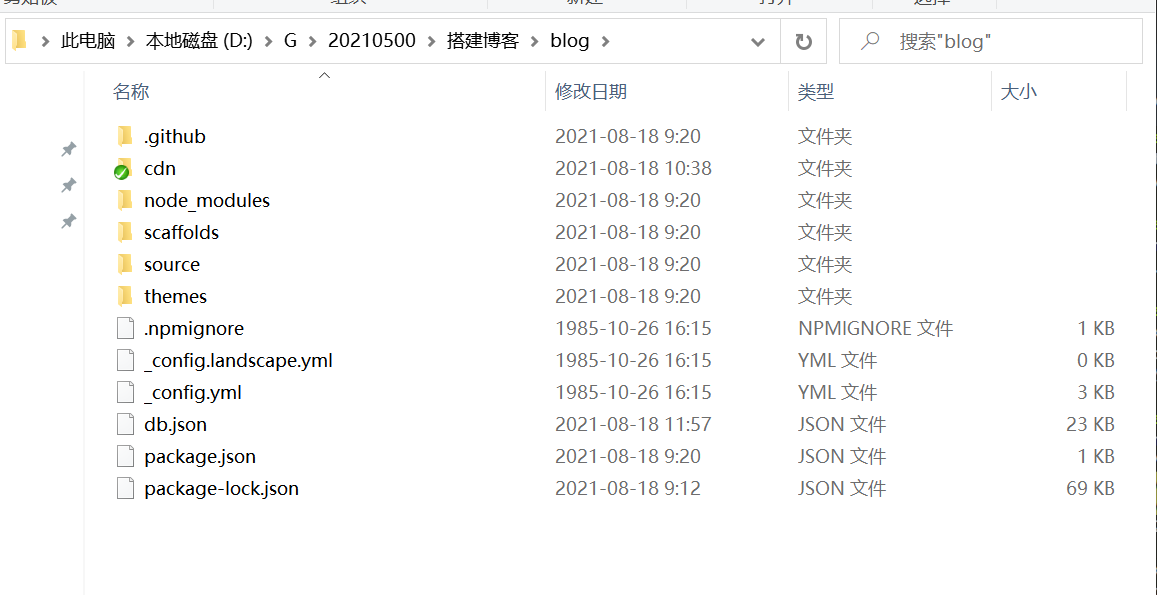 此电脑 本地磁盘 (D:) G 20210500 搭建博客 blog 搜索"blog"
名称 修改日期 类型 大小
.github 2021-08-18 9:20 文件夹
cdn 2021-08-18 10:38 文件夹
node_modules 2021-08-18 9:20 文件夹
scaffolds 2021-08-18 9:20 文件夹
source 2021-08-18 9:20 文件夹
themes 2021-08-18 9:20 文件夹
.npmignore 1985-10-26 16:15 NPMIGNORE 文件 1 KB
_config.landscape.yml 1985-10-26 16:15 YML 文件 0 KB
_config.yml 1985-10-26 16:15 YML 文件 3 KB
db.json 2021-08-18 11:57 JSON 文件 23 KB
package.json 2021-08-18 9:20 JSON 文件 1 KB
package-lock.json 2021-08-18 9:12 JSON 文件 69 KB